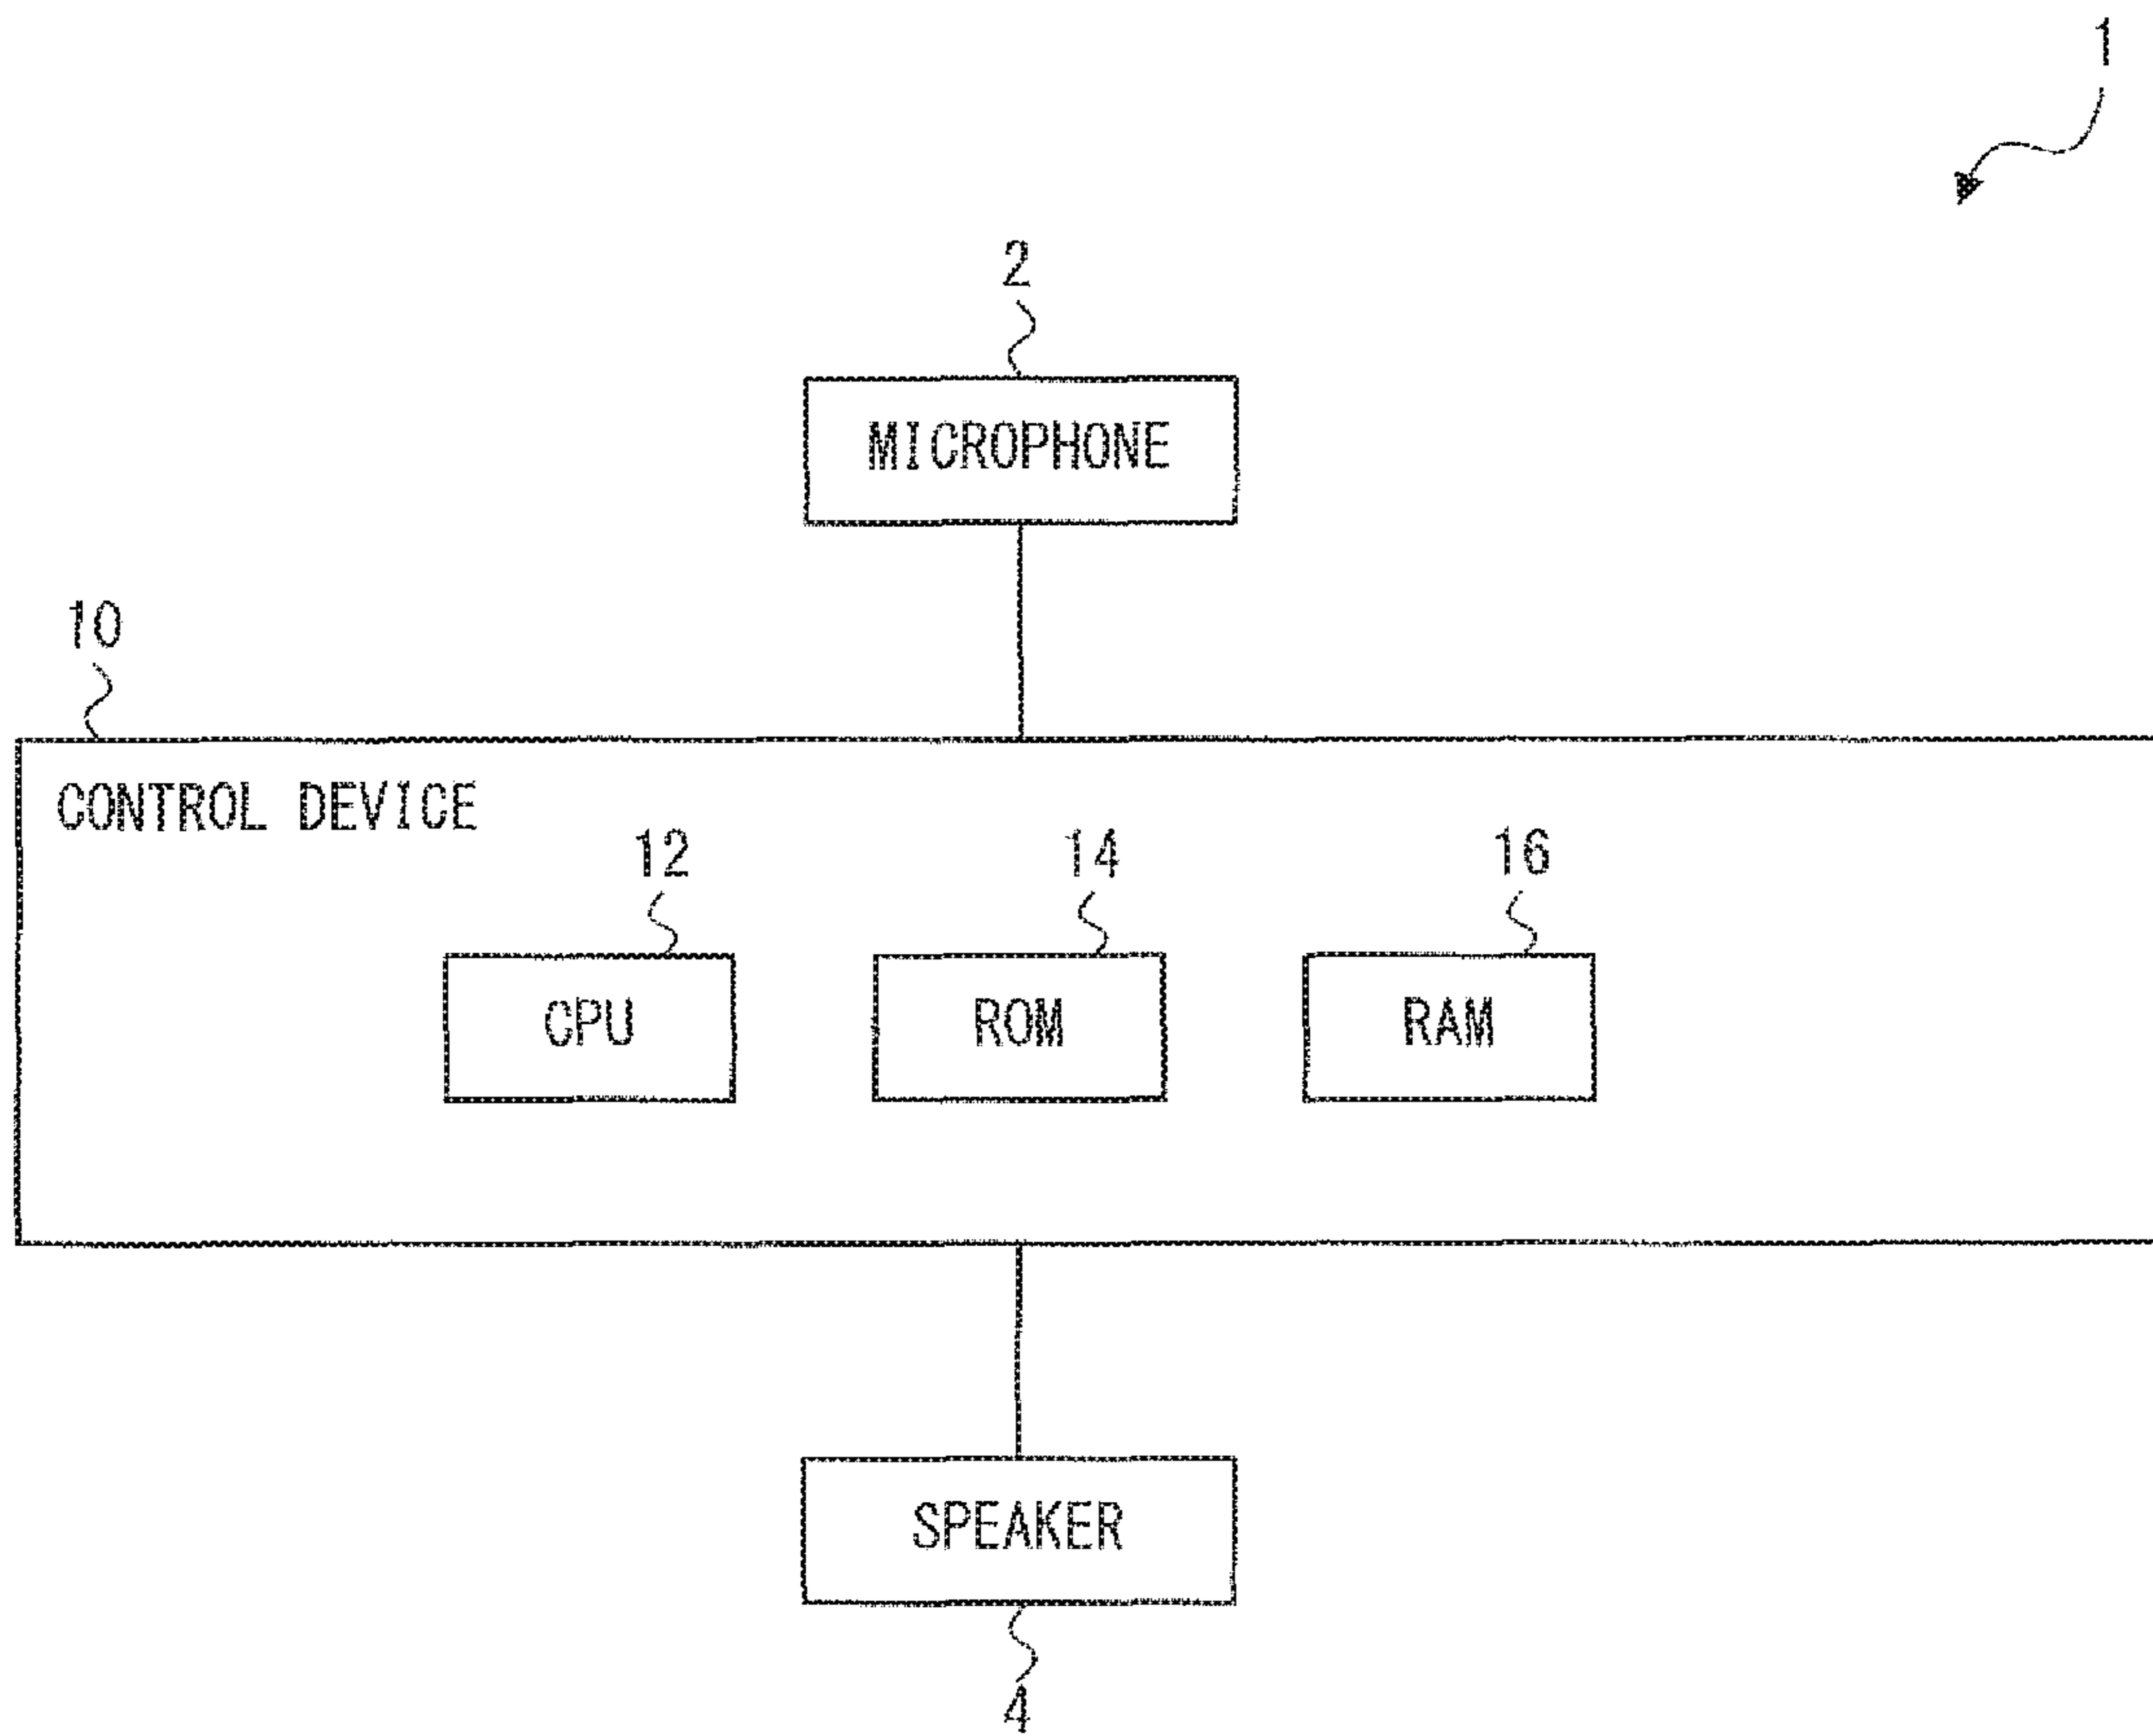 1
2
MICROPHONE
10
CONTROL DEVICE
12 14 16
CPU ROM RAM
SPEAKER
4